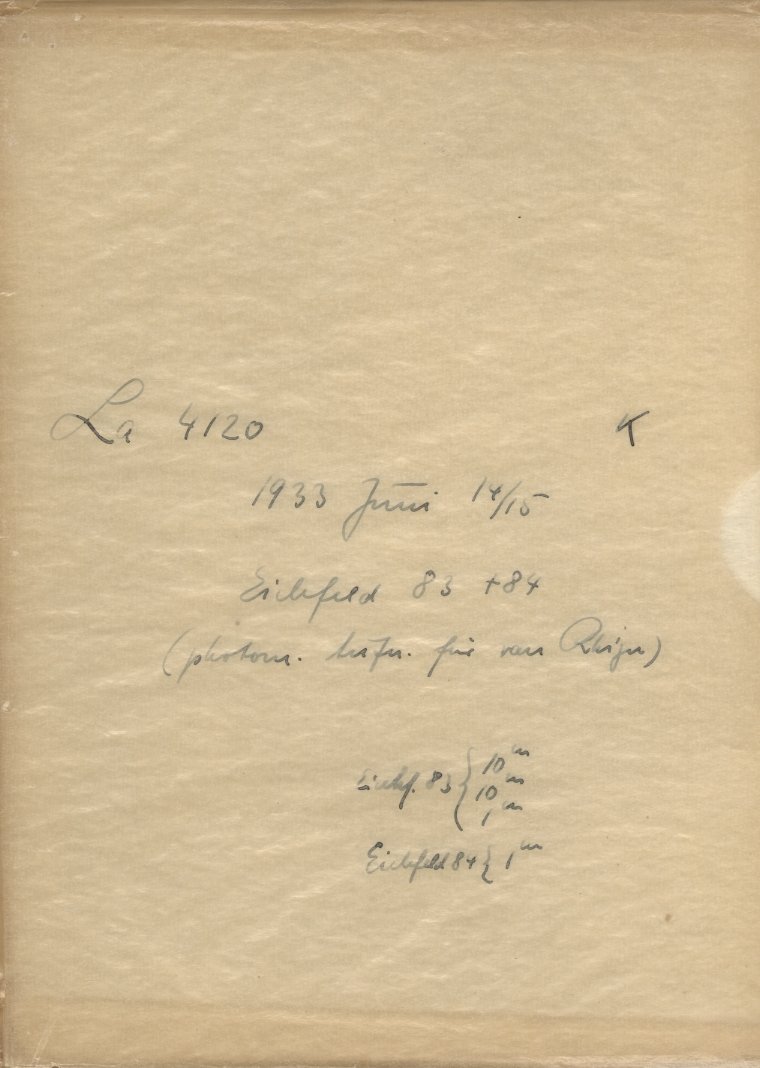 La 4120 K
1933 Juni 14/15
Eichfeld 83 + 84
(photom. Aufn. für van Rhijn)
Eichf. 83 { 10ᵐ
10ᵐ
1ᵐ
Eichfeld 84 { 1ᵐ